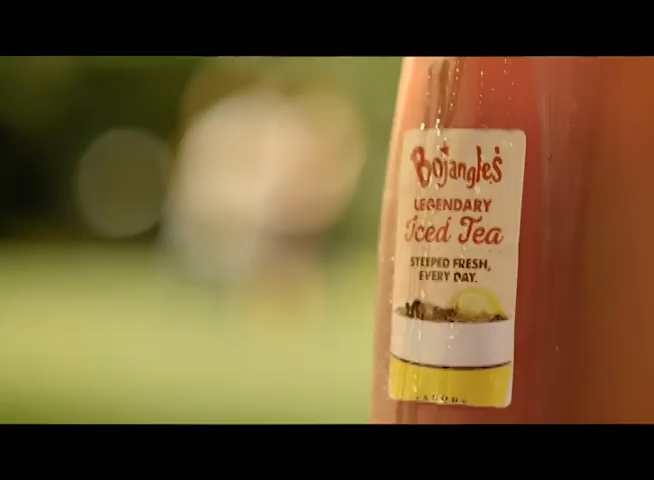 Bojangles
LEGENDARY
Iced Tea
STEEPED FRESH,
EVERY DAY.